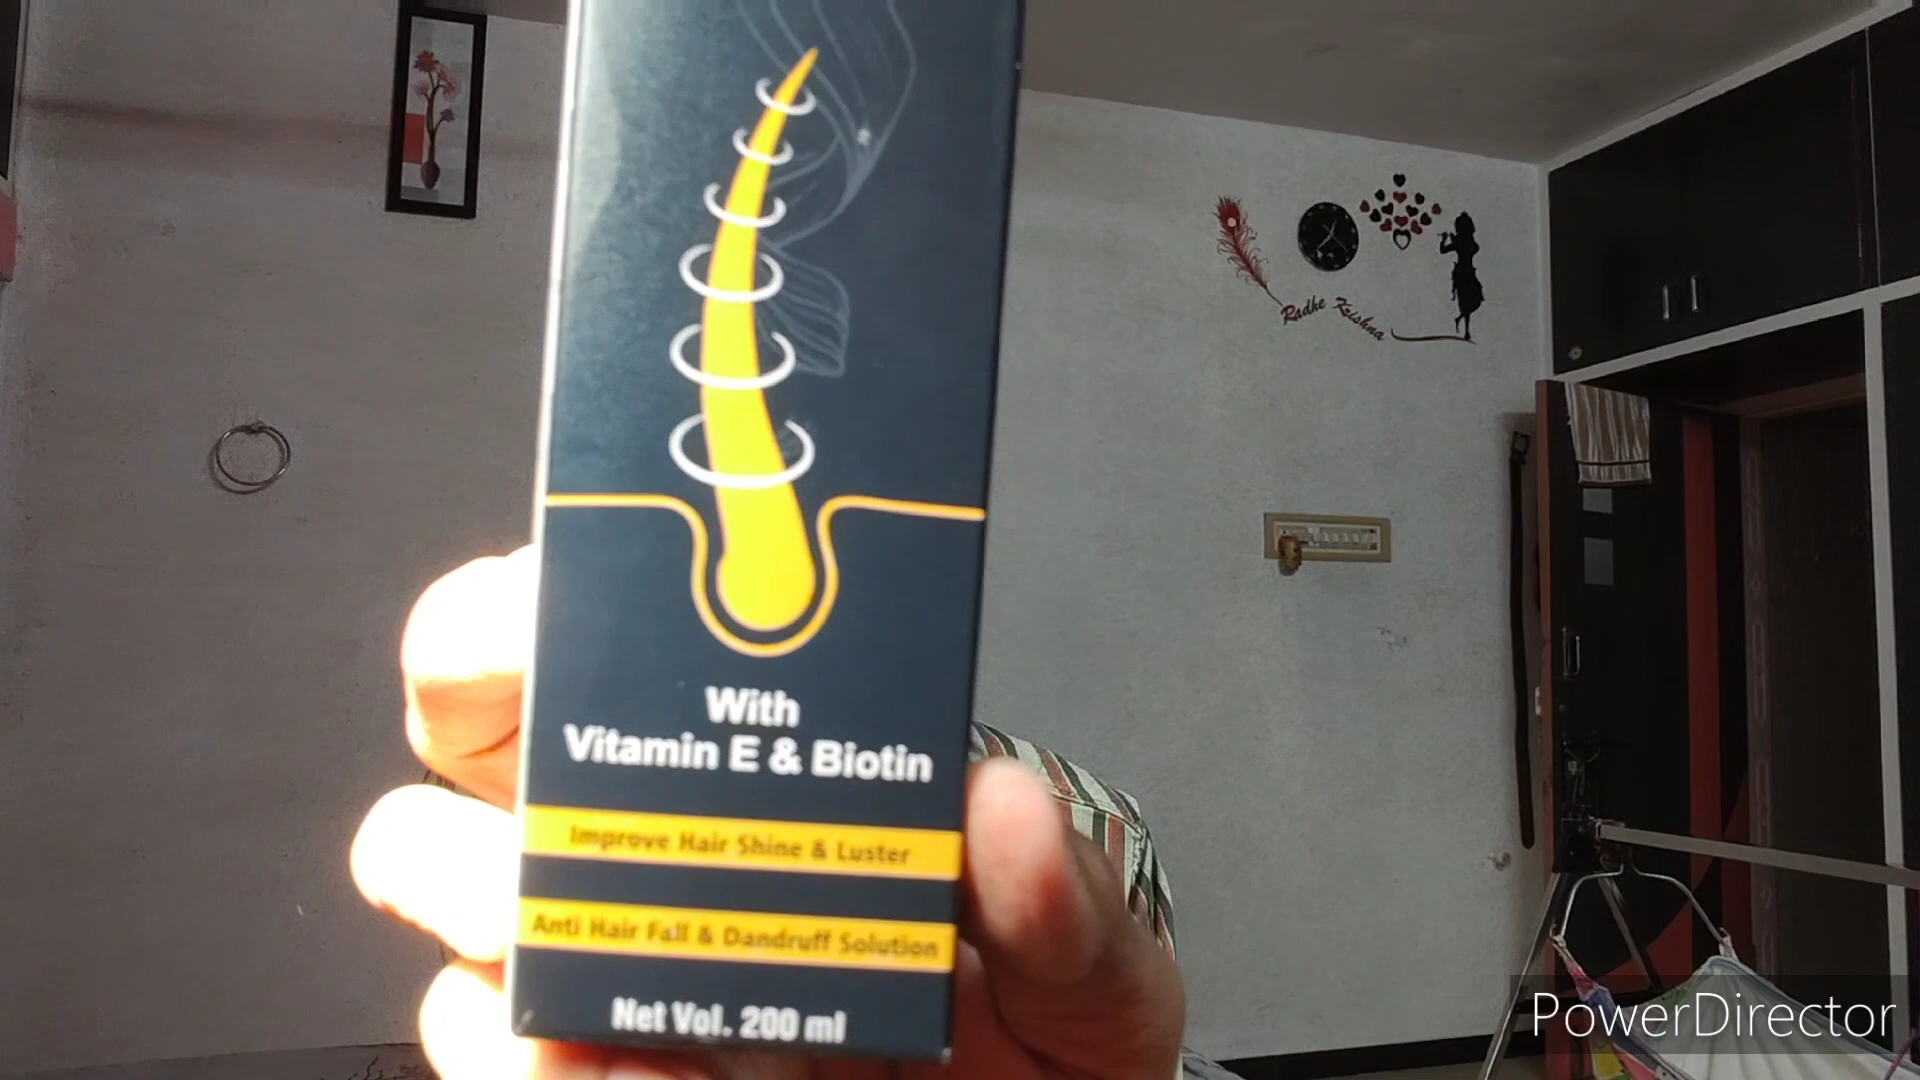 Radhe Krishna
With
Vitamin E & Biotin
Improve Hair Shine & Luster
Anti Hair Fall & Dandruff Solution
Net Vol. 200 ml
PowerDirector